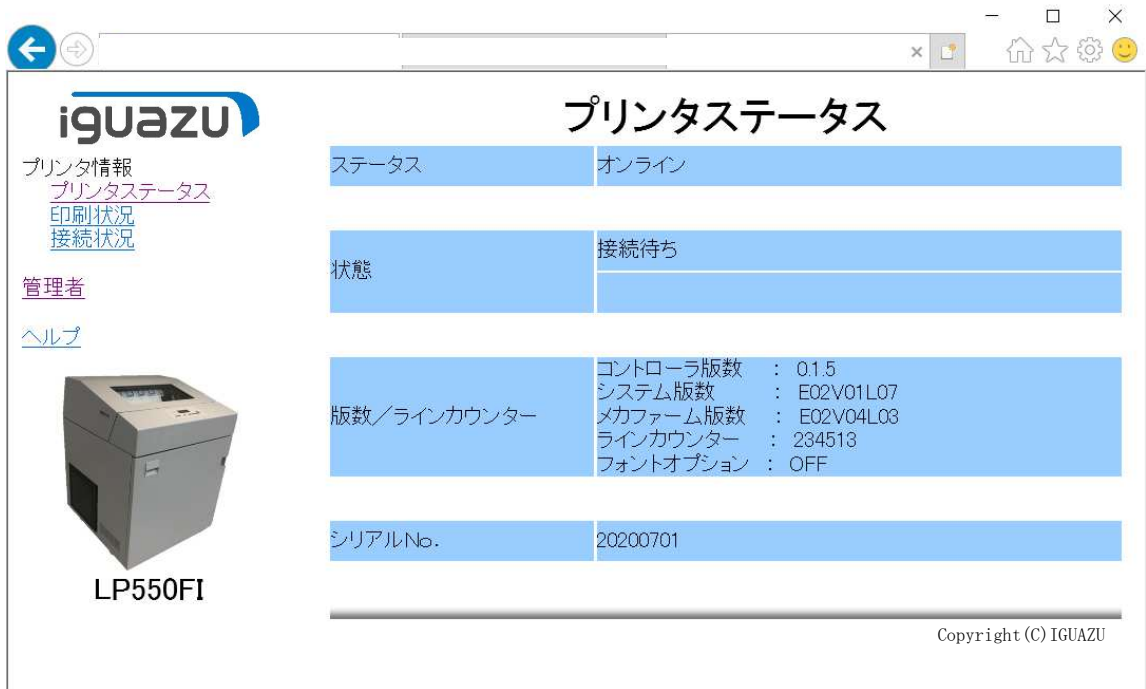 iguazu
プリンタ情報
プリンタステータス
印刷状況
接続状況
管理者
ヘルプ
LP550FI
プリンタステータス
ステータス オンライン
状態 接続待ち
版数／ラインカウンター
コントローラ版数 ： 0.1.5
システム版数 ： E02V01L07
メカファーム版数 ： E02V04L03
ラインカウンター ： 234513
フォントオプション ： OFF
シリアルNo. 20200701
Copyright(C)IGUAZU